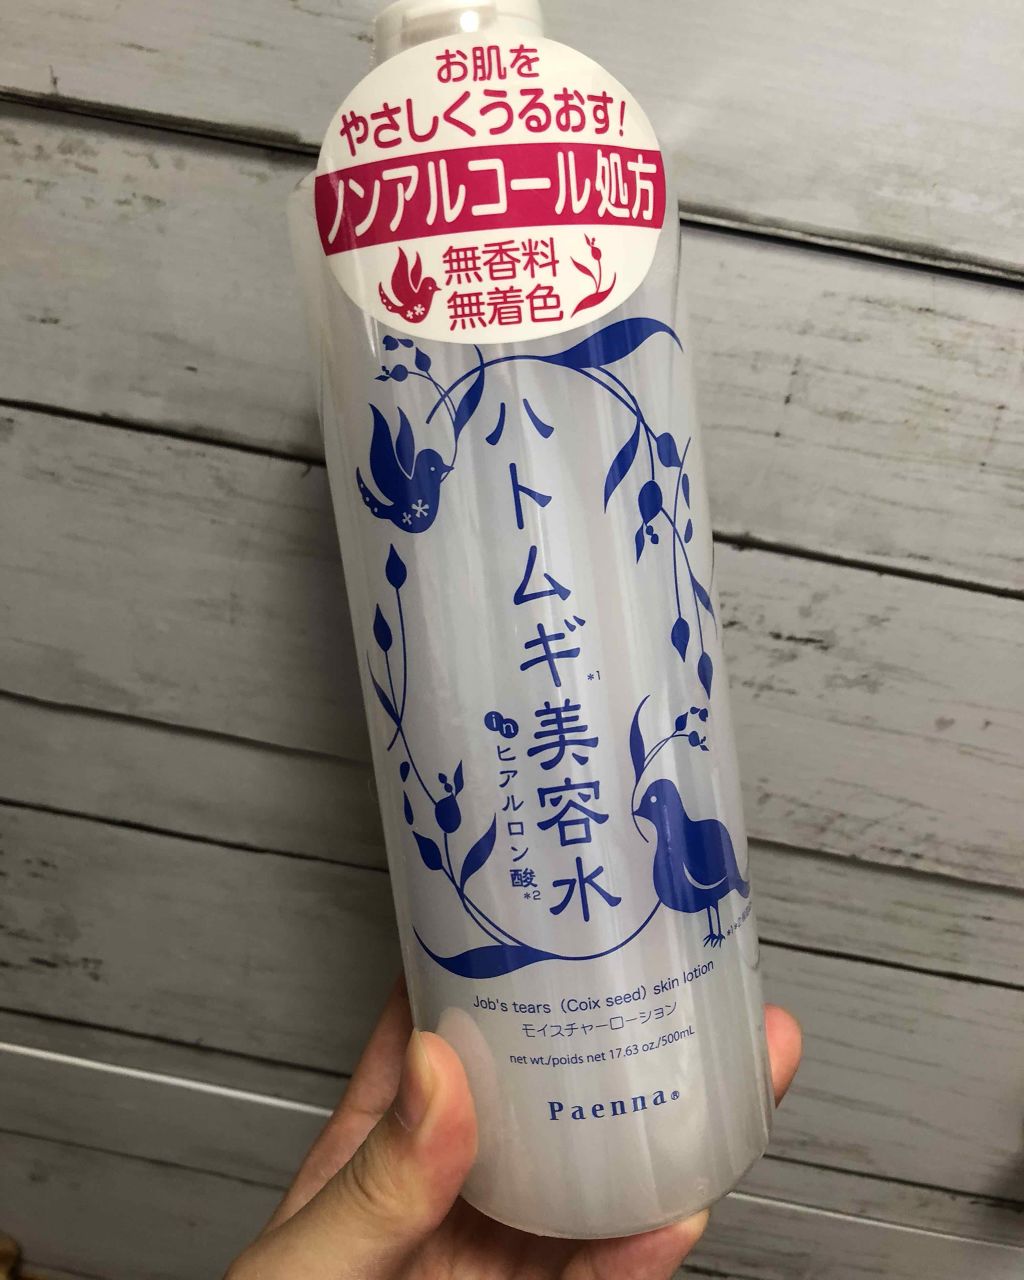 お肌を
やさしくうるおす!
ノンアルコール処方
無香料
無着色
ハトムギ*1美容水
inヒアルロン酸*2
Job's tears (Coix seed) skin lotion
モイスチャーローション
net wt./poids net 17.63 oz./500mL
Paenna®